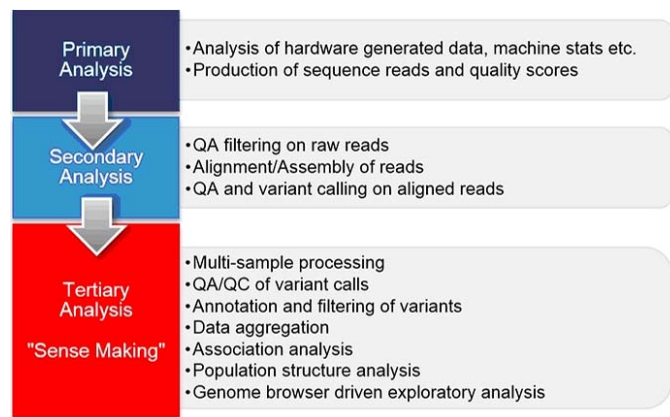 Primary
Analysis
•Analysis of hardware generated data, machine stats etc.
•Production of sequence reads and quality scores
Secondary
Analysis
•QA filtering on raw reads
•Alignment/Assembly of reads
•QA and variant calling on aligned reads
Tertiary
Analysis
"Sense Making"
•Multi-sample processing
•QA/QC of variant calls
•Annotation and filtering of variants
•Data aggregation
•Association analysis
•Population structure analysis
•Genome browser driven exploratory analysis